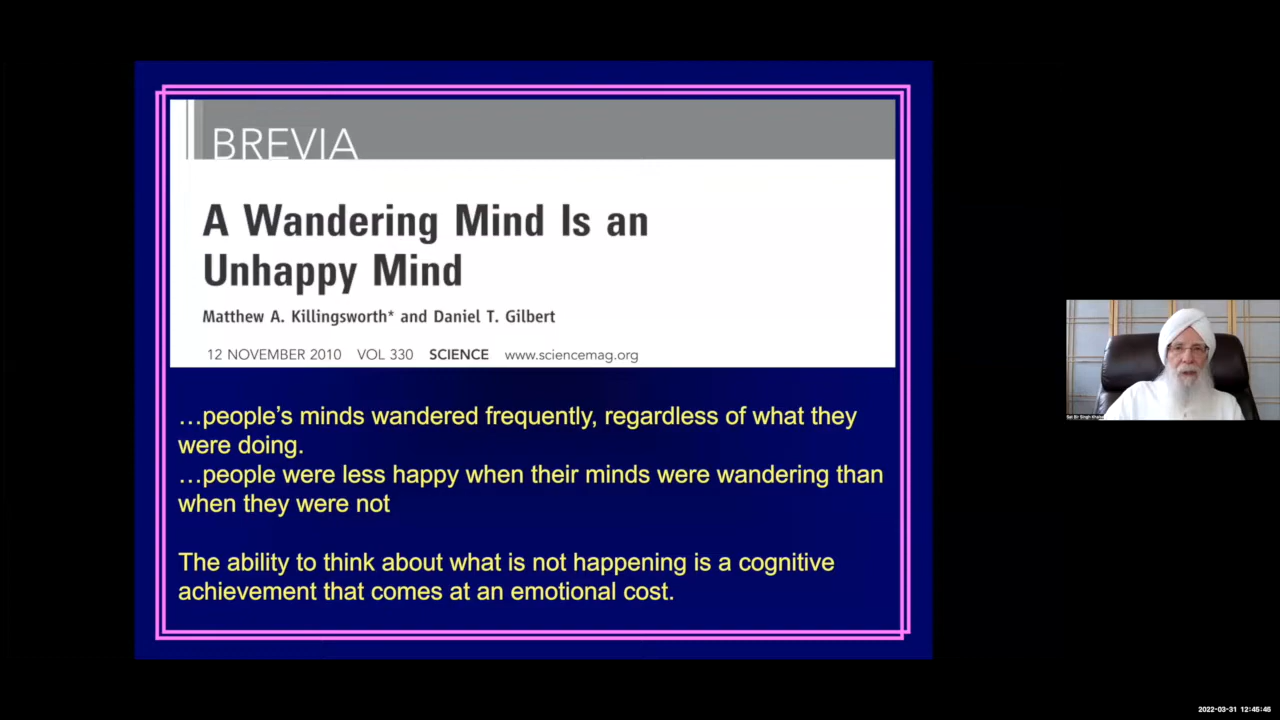 BREVIA
A Wandering Mind Is an
Unhappy Mind
Matthew A. Killingsworth* and Daniel T. Gilbert
12 NOVEMBER 2010 VOL 330 SCIENCE www.sciencemag.org
…people’s minds wandered frequently, regardless of what they
were doing.
…people were less happy when their minds were wandering than
when they were not
The ability to think about what is not happening is a cognitive
achievement that comes at an emotional cost.
Sat Bir Singh
2022-03-31 12:45:46